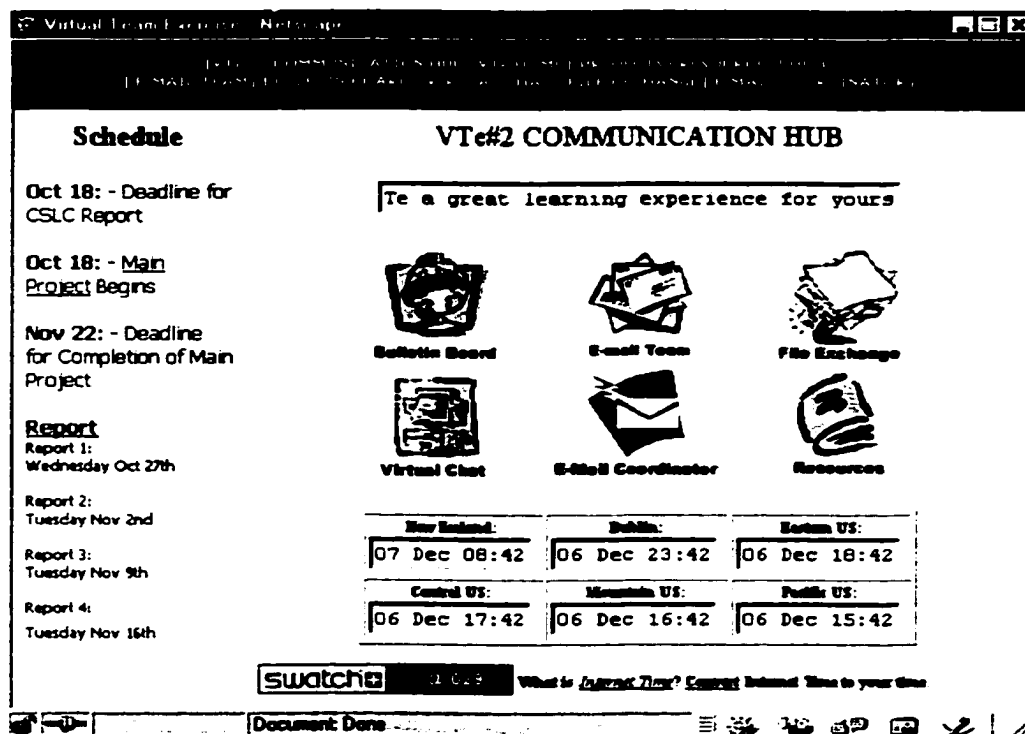 Virtual Team Exercise - Netscape
Schedule
Oct 18: - Deadline for
CSLC Report
Oct 18: - Main
Project Begins
Nov 22: - Deadline
for Completion of Main
Project
Report
Report 1:
Wednesday Oct 27th
Report 2:
Tuesday Nov 2nd
Report 3:
Tuesday Nov 9th
Report 4:
Tuesday Nov 16th
VTe#2 COMMUNICATION HUB
Te a great learning experience for yours
Bulletin Board
E-mail Team
File Exchange
Virtual Chat
E-Mail Coordinator
Resources
New Zealand:
Dublin:
Eastern US:
07 Dec 08:42
06 Dec 23:42
06 Dec 18:42
Central US:
Mountain US:
Pacific US:
06 Dec 17:42
06 Dec 16:42
06 Dec 15:42
swatch
What is Internet Time? Convert Internet Time to your time
Document: Done